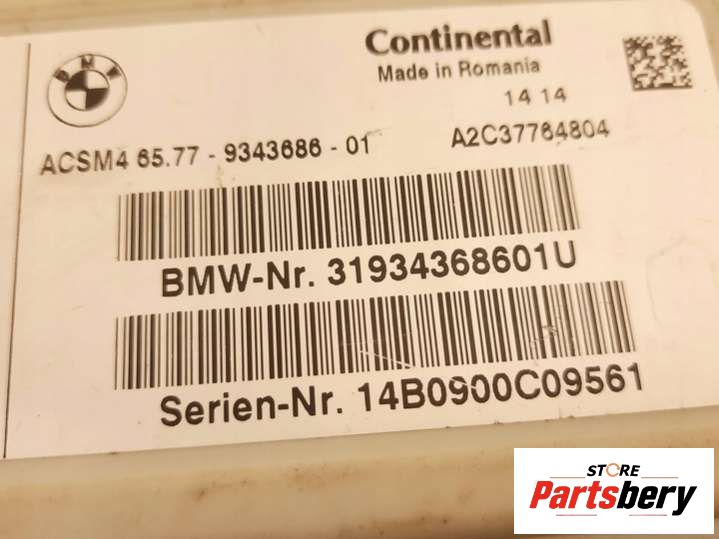 BMW
Continental
Made in Romania
14 14
ACSM4 65.77 - 9343686 - 01 A2C37764804
BMW-Nr. 31934368601U
Serien-Nr. 14B0900C09561
STORE
Partsbery